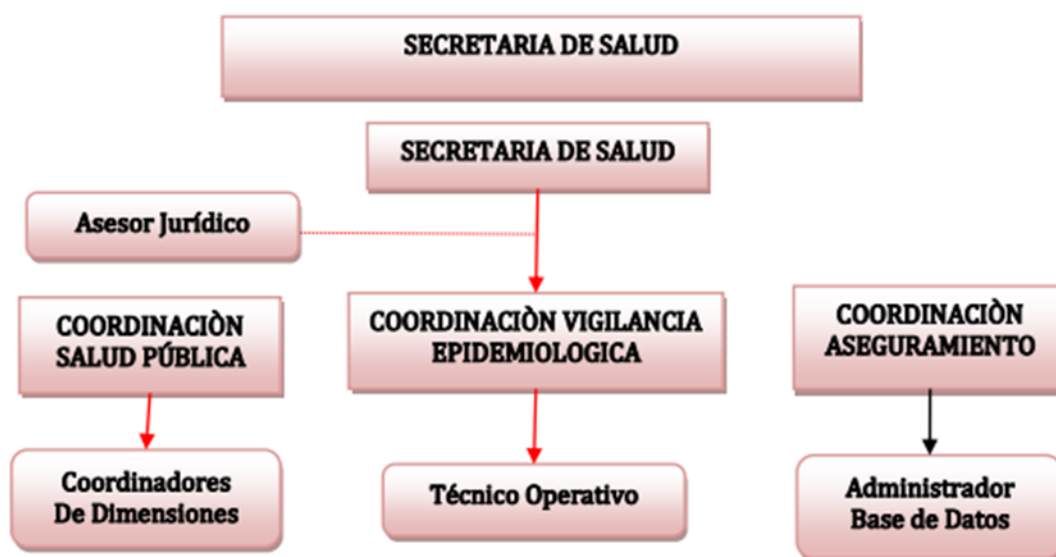 SECRETARIA DE SALUD
SECRETARIA DE SALUD
Asesor Jurídico
COORDINACIÒN
SALUD PÚBLICA
COORDINACIÒN VIGILANCIA
EPIDEMIOLOGICA
COORDINACIÒN
ASEGURAMIENTO
Coordinadores
De Dimensiones
Técnico Operativo
Administrador
Base de Datos